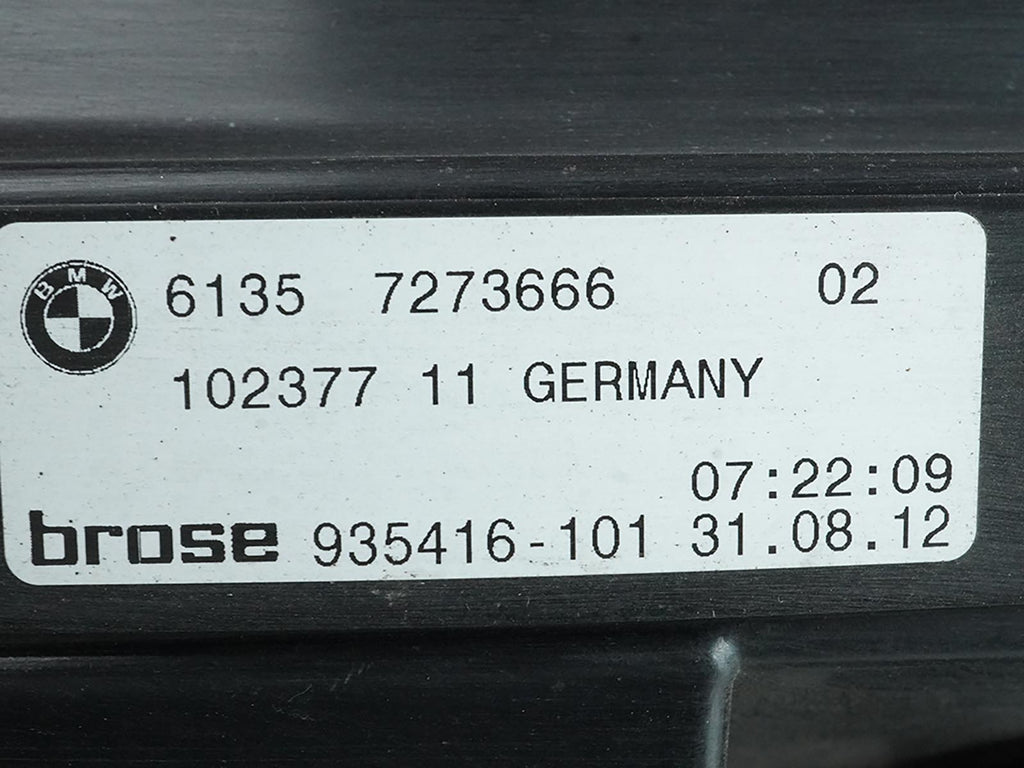 BMW 6135 7273666 02
102377 11 GERMANY
07:22:09
brose 935416-101 31.08.12